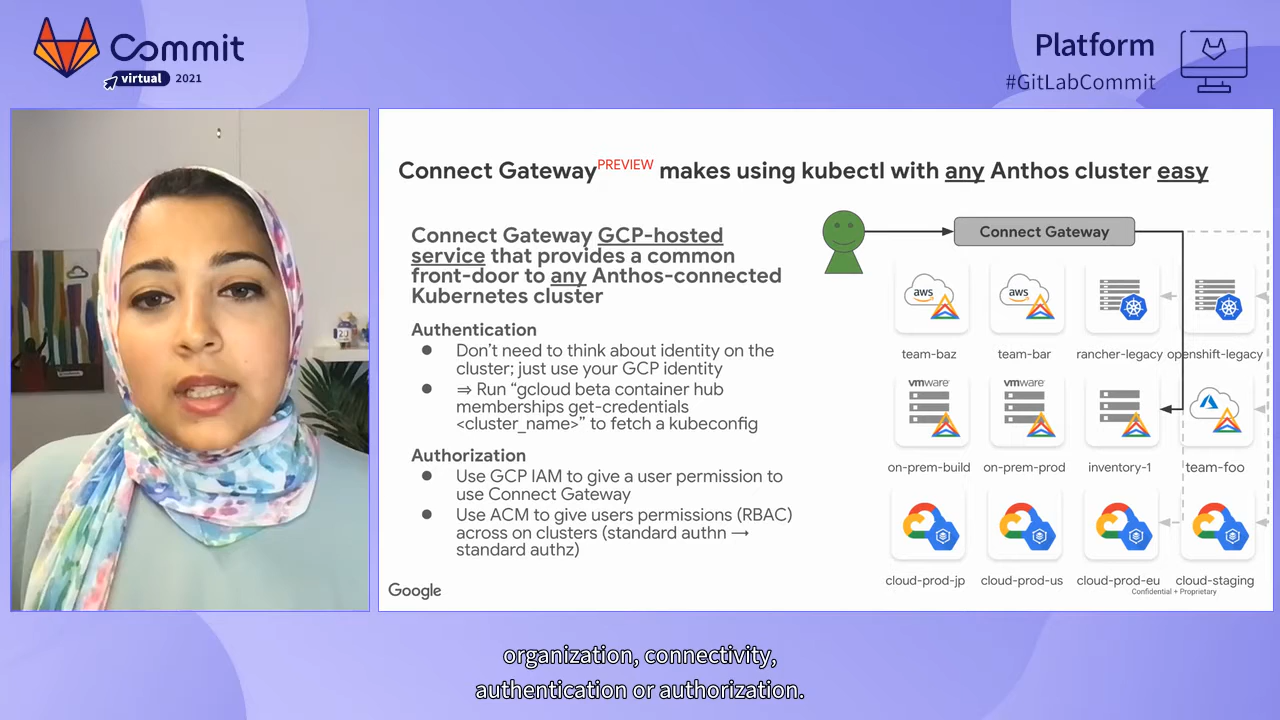 Commit
virtual 2021
Platform
#GitLabCommit
Connect Gateway PREVIEW makes using kubectl with any Anthos cluster easy
Connect Gateway GCP-hosted
service that provides a common
front-door to any Anthos-connected
Kubernetes cluster
Authentication
● Don't need to think about identity on the
cluster; just use your GCP identity
● ⇒ Run “gcloud beta container hub
memberships get-credentials
<cluster_name>” to fetch a kubeconfig
Authorization
● Use GCP IAM to give a user permission to
use Connect Gateway
● Use ACM to give users permissions (RBAC)
across on clusters (standard authn →
standard authz)
Google
Connect Gateway
aws aws
team-baz team-bar rancher-legacy openshift-legacy
vmware vmware
on-prem-build on-prem-prod inventory-1 team-foo
cloud-prod-jp cloud-prod-us cloud-prod-eu cloud-staging
Confidential + Proprietary
organization, connectivity,
authentication or authorization.